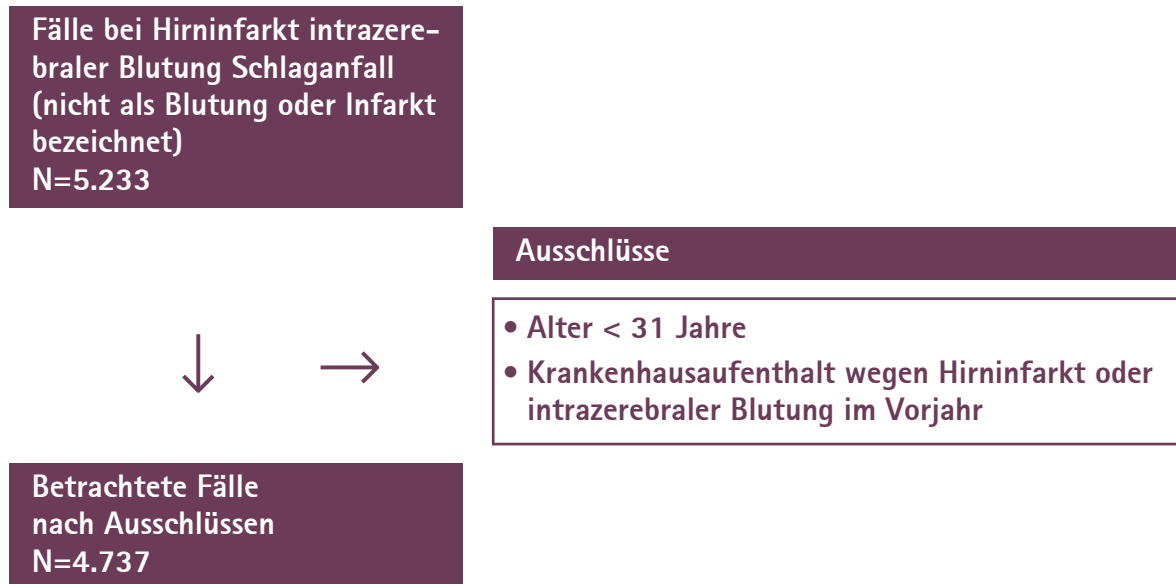 Fälle bei Hirninfarkt intrazere-
braler Blutung Schlaganfall
(nicht als Blutung oder Infarkt
bezeichnet)
N=5.233
Ausschlüsse
• Alter < 31 Jahre
• Krankenhausaufenthalt wegen Hirninfarkt oder
intrazerebraler Blutung im Vorjahr
Betrachtete Fälle
nach Ausschlüssen
N=4.737